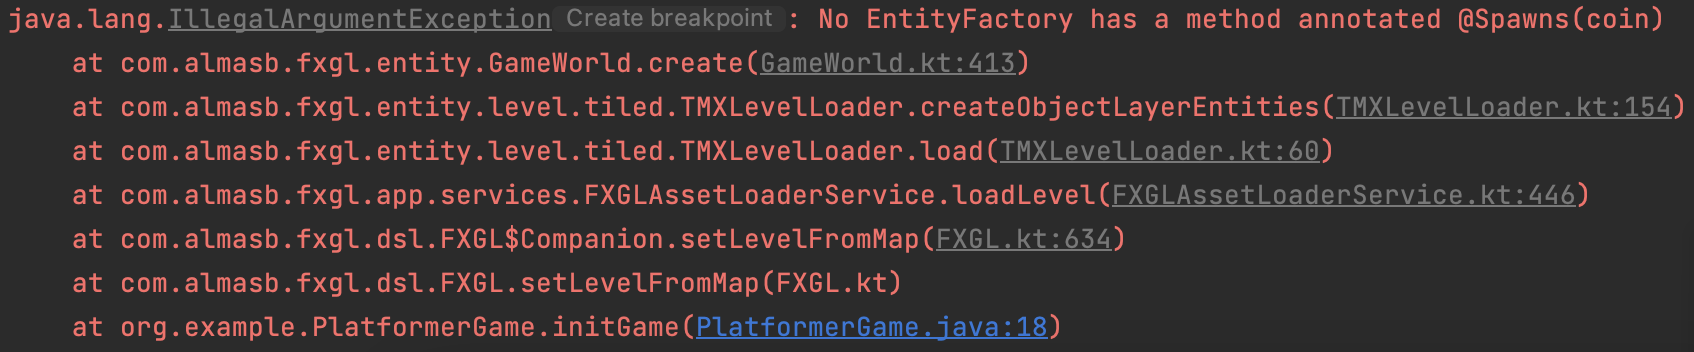 java.lang.IllegalArgumentException Create breakpoint : No EntityFactory has a method annotated @Spawns(coin)
at com.almasb.fxgl.entity.GameWorld.create(GameWorld.kt:413)
at com.almasb.fxgl.entity.level.tiled.TMXLevelLoader.createObjectLayerEntities(TMXLevelLoader.kt:154)
at com.almasb.fxgl.entity.level.tiled.TMXLevelLoader.load(TMXLevelLoader.kt:60)
at com.almasb.fxgl.app.services.FXGLAssetLoaderService.loadLevel(FXGLAssetLoaderService.kt:446)
at com.almasb.fxgl.dsl.FXGL$Companion.setLevelFromMap(FXGL.kt:634)
at com.almasb.fxgl.dsl.FXGL.setLevelFromMap(FXGL.kt)
at org.example.PlatformerGame.initGame(PlatformerGame.java:18)